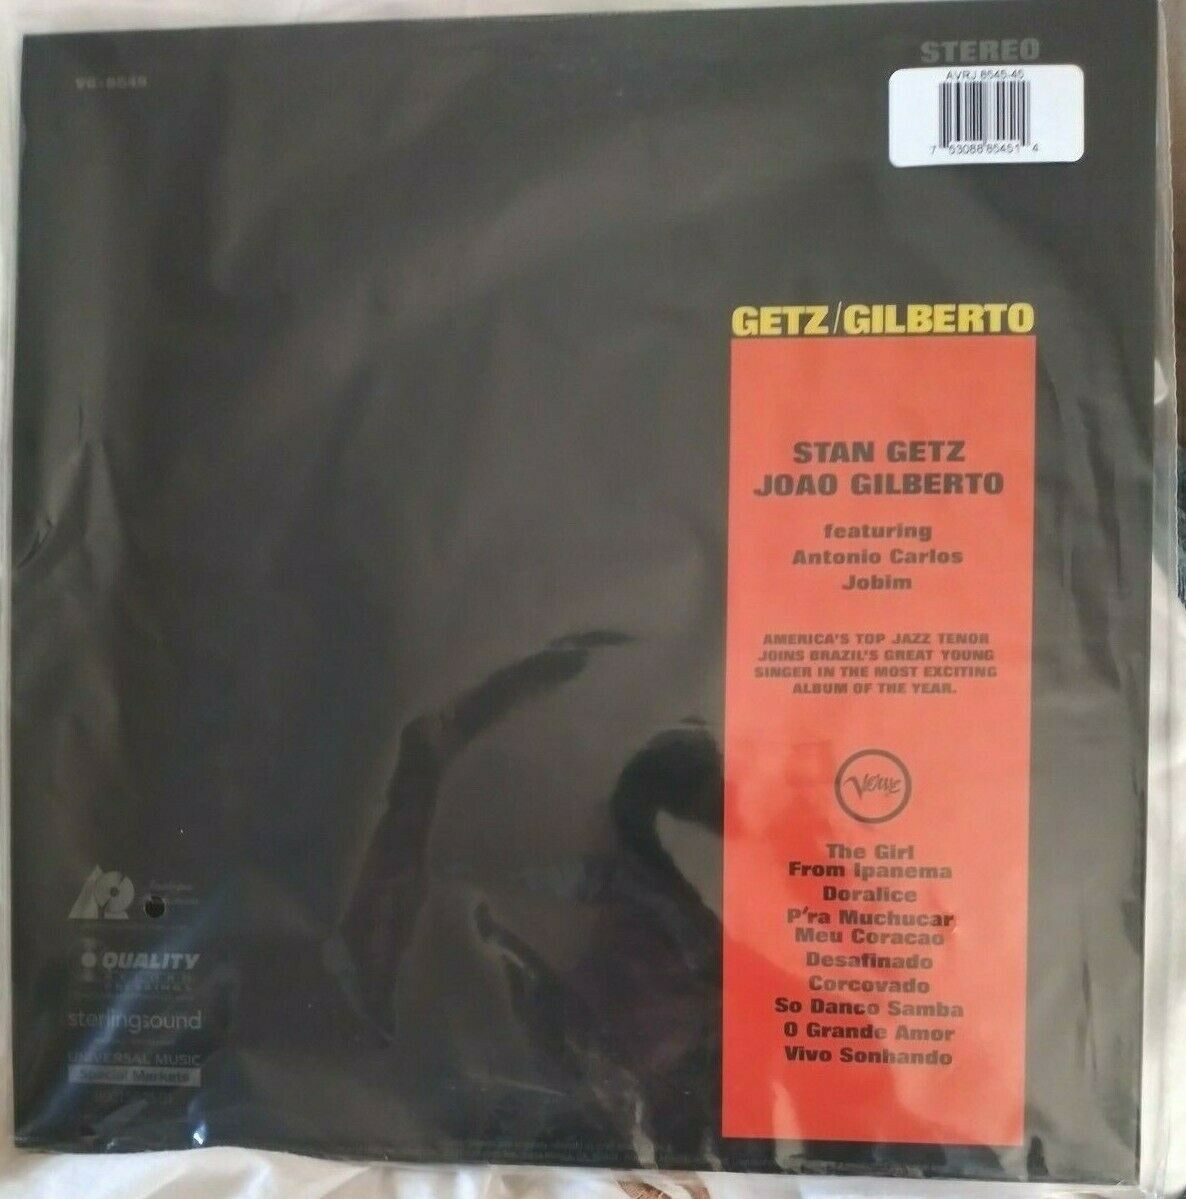 STEREO
V6-8545
AVRJ 8545-45
7 53088 85451 4
GETZ/GILBERTO
STAN GETZ
JOAO GILBERTO
featuring
Antonio Carlos
Jobim
AMERICA'S TOP JAZZ TENOR
JOINS BRAZIL'S GREAT YOUNG
SINGER IN THE MOST EXCITING
ALBUM OF THE YEAR.
Verve
The Girl
From Ipanema
Doralice
P'ra Muchucar
Meu Coracao
Desafinado
Corcovado
So Danco Samba
O Grande Amor
Vivo Sonhando
QUALITY
RECORD
PRESSINGS
sterlingsound
UNIVERSAL MUSIC
Special Markets